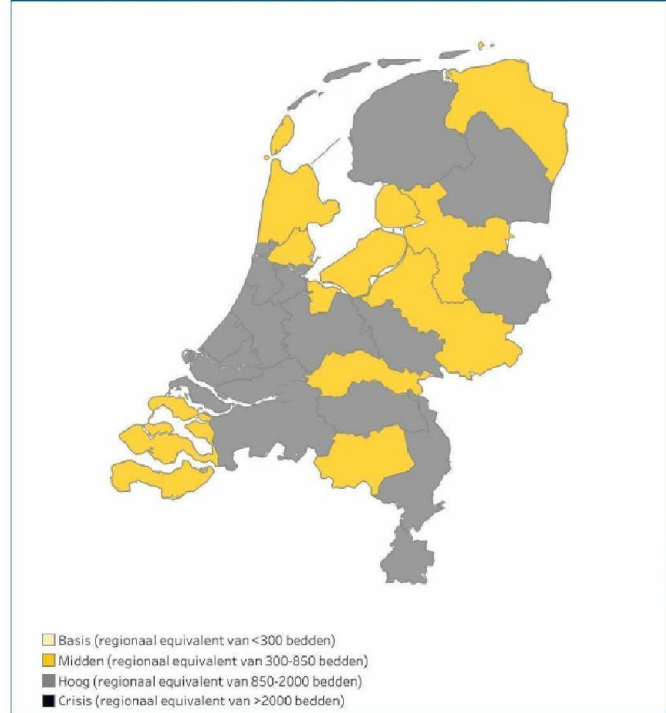 Basis (regionaal equivalent van <300 bedden)
Midden (regionaal equivalent van 300-850 bedden)
Hoog (regionaal equivalent van 850-2000 bedden)
Crisis (regionaal equivalent van >2000 bedden)